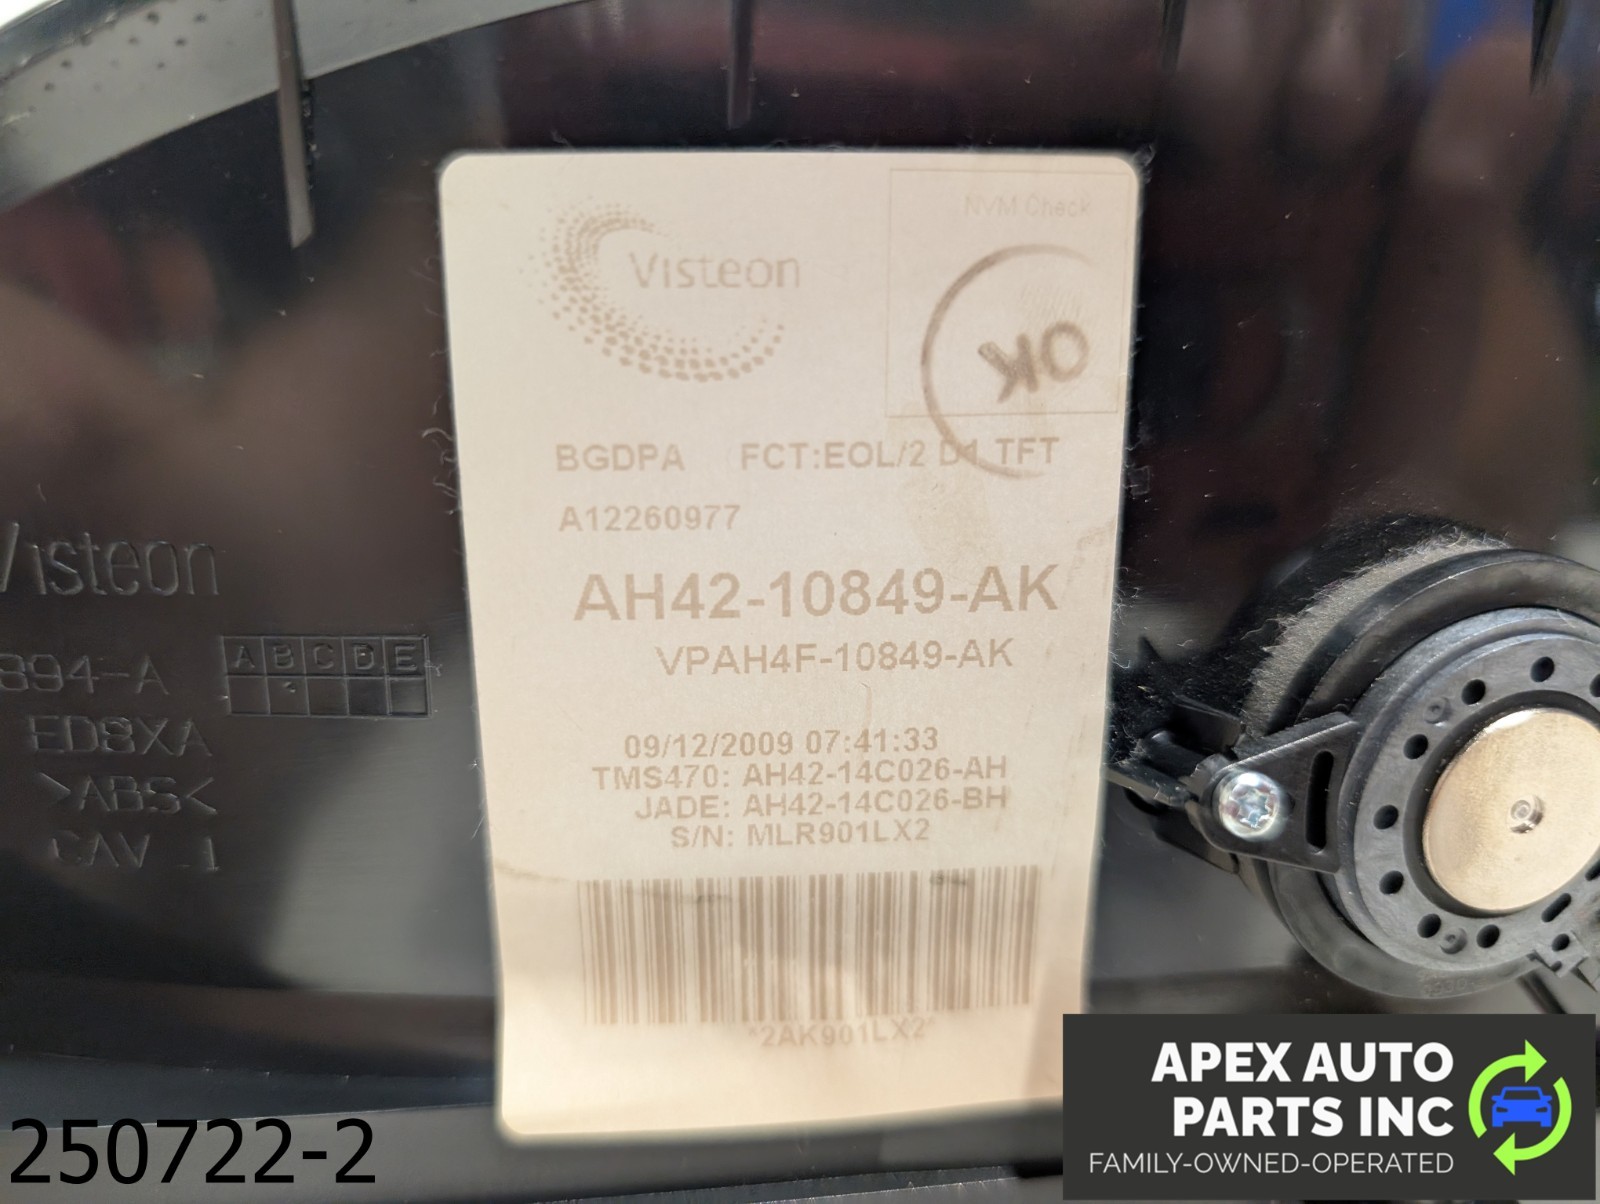 NVM Check
Visteon
OK
BGDPA FCT:EOL/2 D1 TFT
A12260977
AH42-10849-AK
VPAH4F-10849-AK
09/12/2009 07:41:33
TMS470: AH42-14C026-AH
JADE: AH42-14C026-BH
S/N: MLR901LX2
*2AK901LX2*
Visteon
894-A
A B C D E
ED8XA
>ABS<
CAV 1
250722-2
APEX AUTO
PARTS INC
FAMILY-OWNED-OPERATED